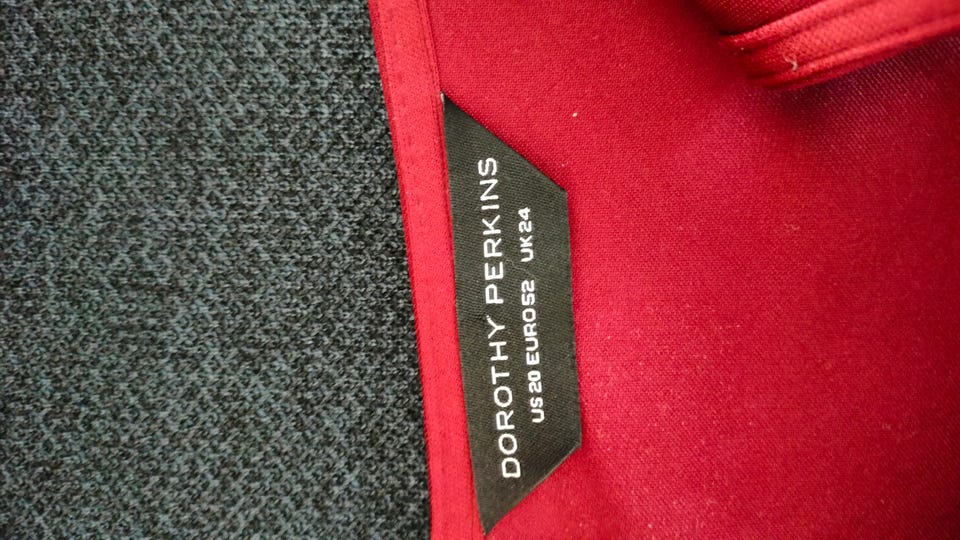 DOROTHY PERKINS
US 20 EURO 52 UK 24